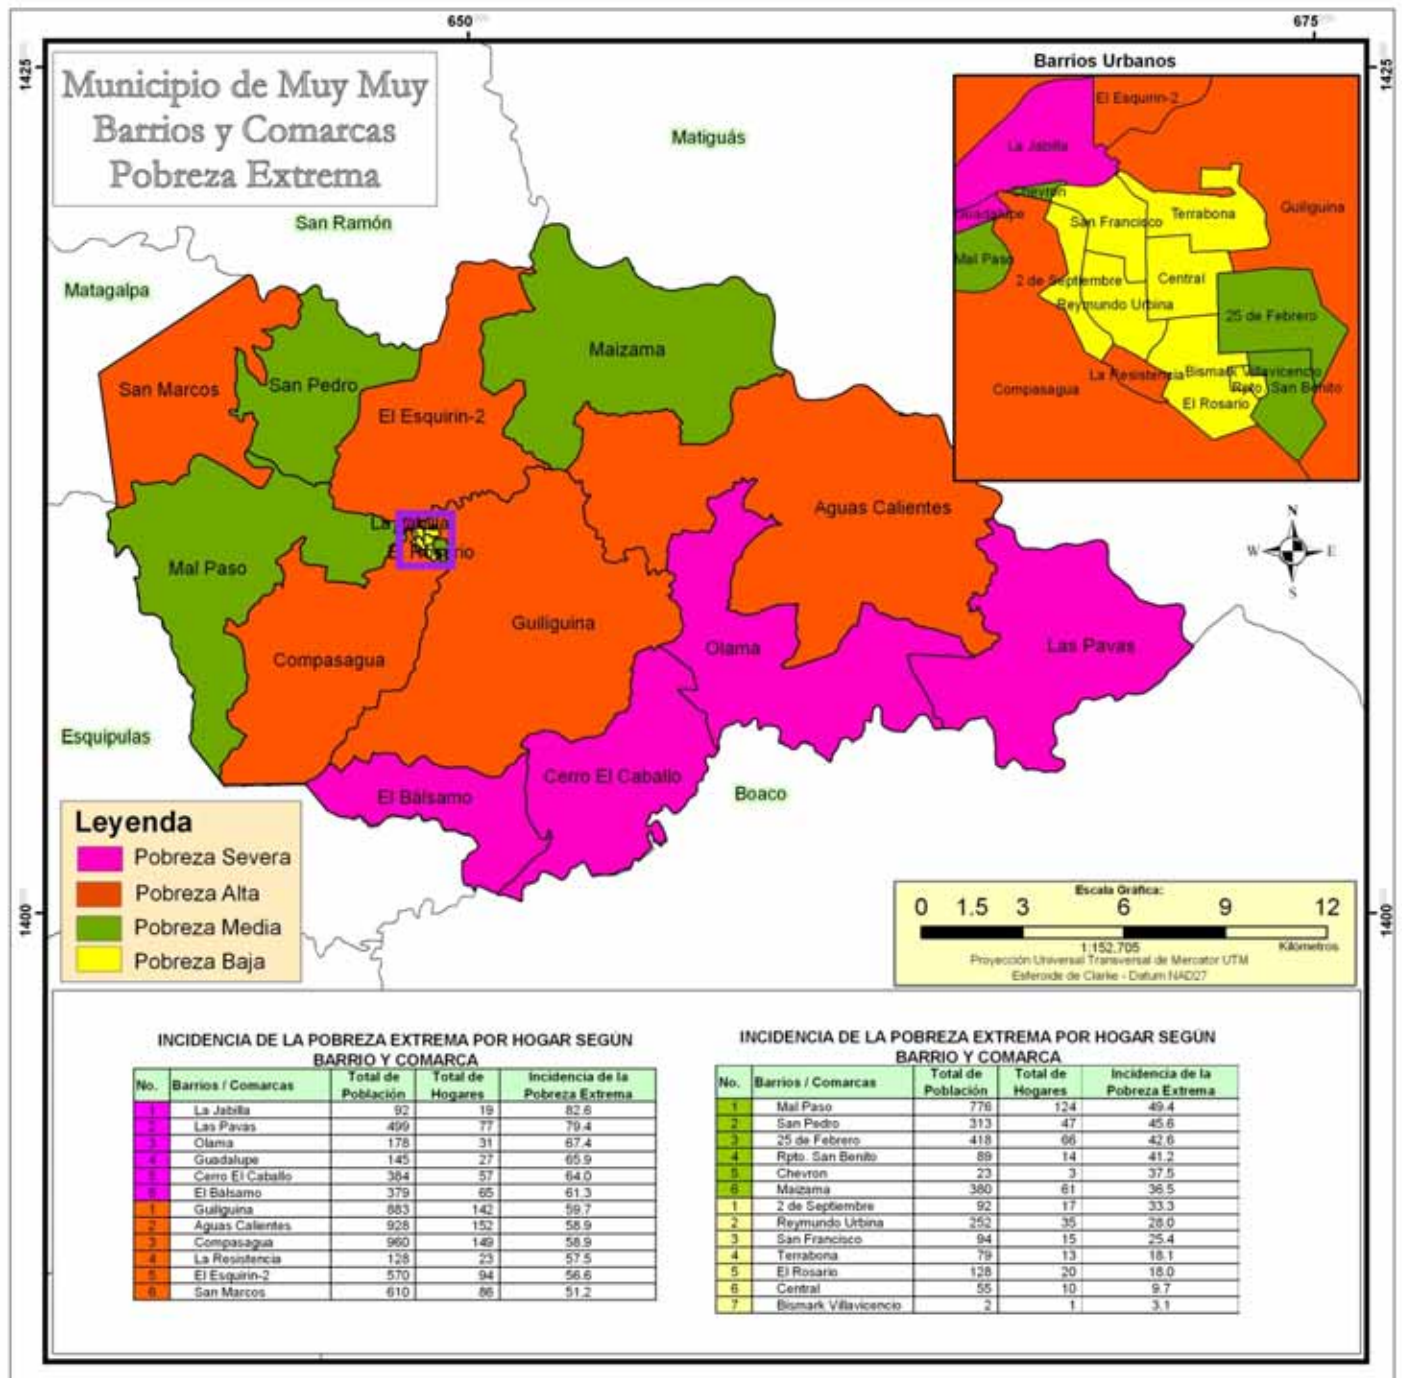 650
675
1425
1425
Municipio de Muy Muy
Barrios y Comarcas
Pobreza Extrema
Matiguás
San Ramón
Matagalpa
Barrios Urbanos
El Esquirin-2
La Jabilla
Chevron
Guadalupe
San Francisco
Terrabona
Guiliguina
Mal Paso
2 de Septiembre
Central
Reymundo Urbina
25 de Febrero
La Resistencia
Bismark Villavicencio
Rpto. San Benito
Compasagua
El Rosario
San Marcos
San Pedro
Maizama
El Esquirin-2
Aguas Calientes
La Jabilla
El Rosario
Mal Paso
Guiliguina
Compasagua
Olama
Las Pavas
N
W
E
S
Esquipulas
El Bálsamo
Cerro El Caballo
Boaco
Leyenda
Pobreza Severa
Pobreza Alta
Pobreza Media
Pobreza Baja
1400
1400
Escala Gráfica:
0 1.5 3 6 9 12
1:152,705
Kilómetros
Proyección Universal Transversal de Mercator UTM
Esferoide de Clarke - Datum NAD27
INCIDENCIA DE LA POBREZA EXTREMA POR HOGAR SEGÚN
BARRIO Y COMARCA
No. Barrios / Comarcas Total de Población Total de Hogares Incidencia de la Pobreza Extrema
1 La Jabilla 92 19 82.6
2 Las Pavas 499 77 79.4
3 Olama 178 31 67.4
4 Guadalupe 145 27 65.9
5 Cerro El Caballo 384 57 64.0
6 El Bálsamo 379 65 61.3
1 Guiliguina 883 142 59.7
2 Aguas Calientes 928 152 58.9
3 Compasagua 960 149 58.9
4 La Resistencia 128 23 57.5
5 El Esquirin-2 570 94 56.6
6 San Marcos 610 86 51.2
INCIDENCIA DE LA POBREZA EXTREMA POR HOGAR SEGÚN
BARRIO Y COMARCA
No. Barrios / Comarcas Total de Población Total de Hogares Incidencia de la Pobreza Extrema
1 Mal Paso 776 124 49.4
2 San Pedro 313 47 45.6
3 25 de Febrero 418 66 42.6
4 Rpto. San Benito 89 14 41.2
5 Chevron 23 3 37.5
6 Maizama 380 61 36.5
1 2 de Septiembre 92 17 33.3
2 Reymundo Urbina 252 35 28.0
3 San Francisco 94 15 25.4
4 Terrabona 79 13 18.1
5 El Rosario 128 20 18.0
6 Central 55 10 9.7
7 Bismark Villavicencio 2 1 3.1